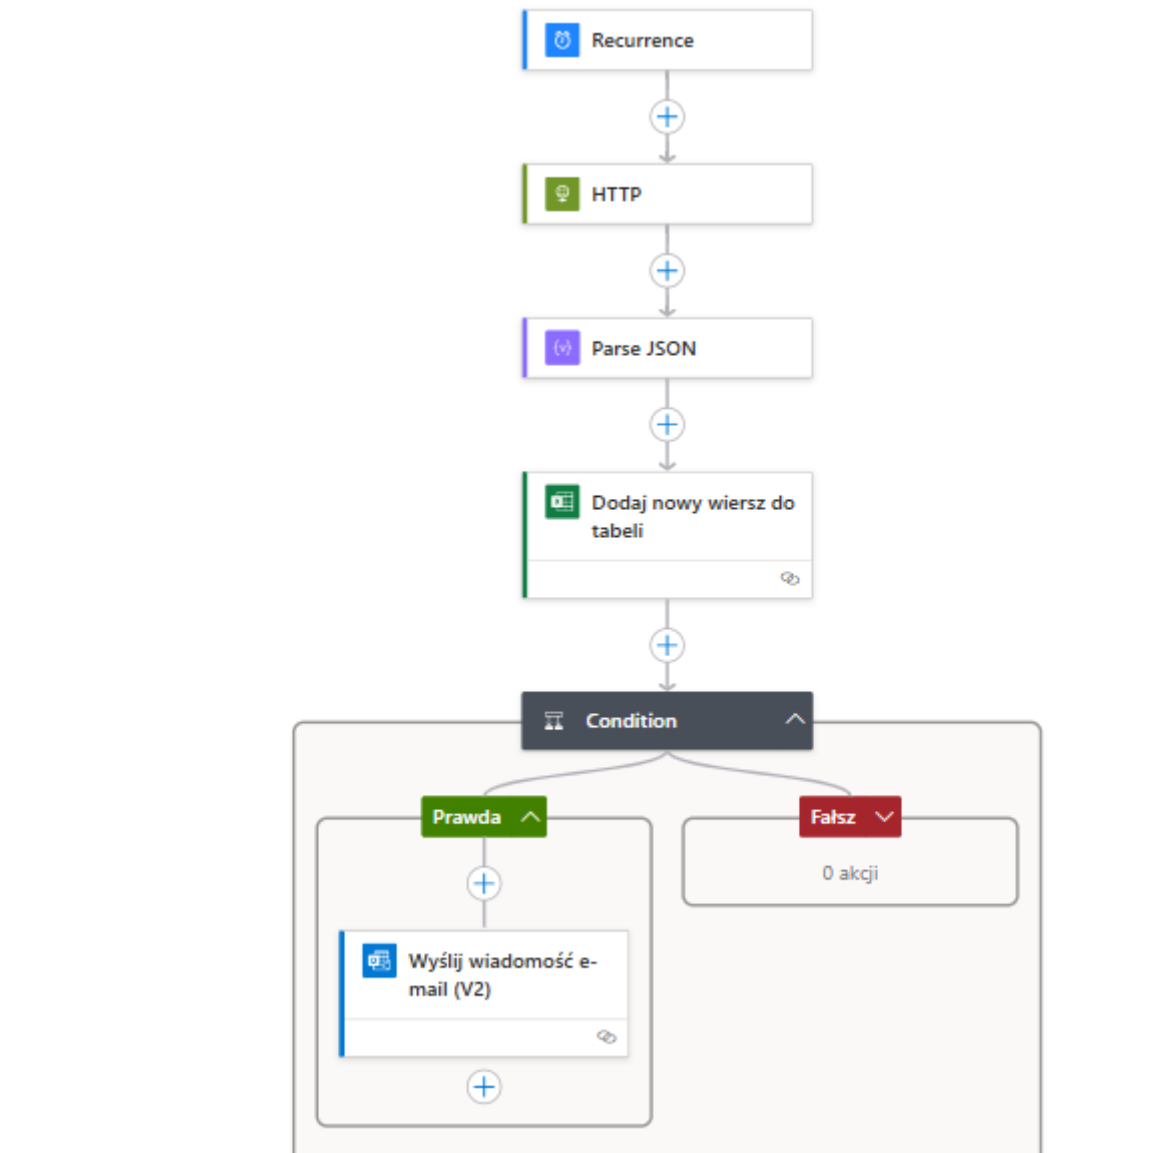 Recurrence
HTTP
Parse JSON
Dodaj nowy wiersz do
tabeli
Condition
Prawda
Fałsz
0 akcji
Wyślij wiadomość e-
mail (V2)